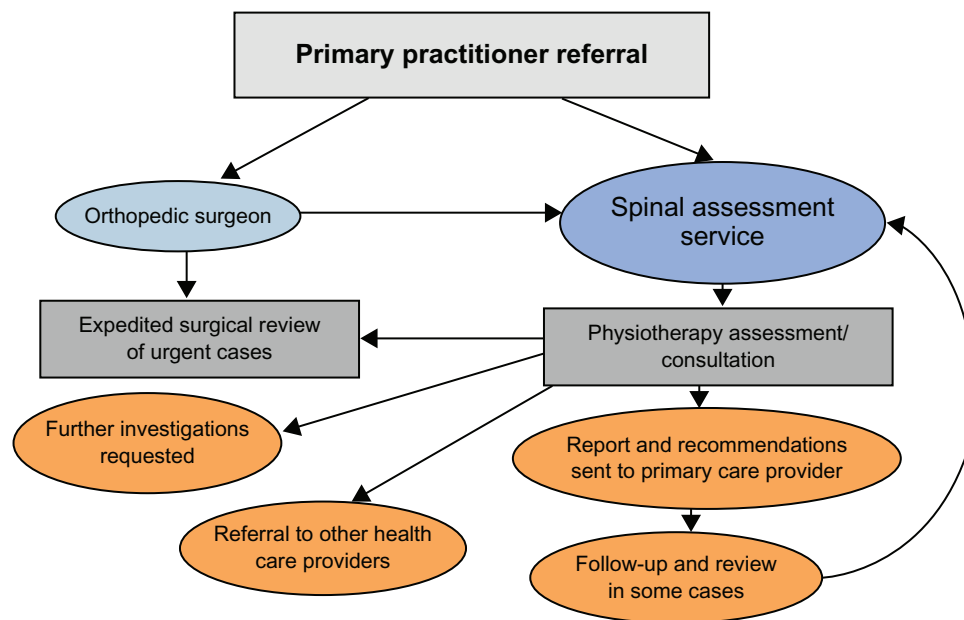 Primary practitioner referral
Orthopedic surgeon
Spinal assessment
service
Expedited surgical review
of urgent cases
Physiotherapy assessment/
consultation
Further investigations
requested
Report and recommendations
sent to primary care provider
Referral to other health
care providers
Follow-up and review
in some cases